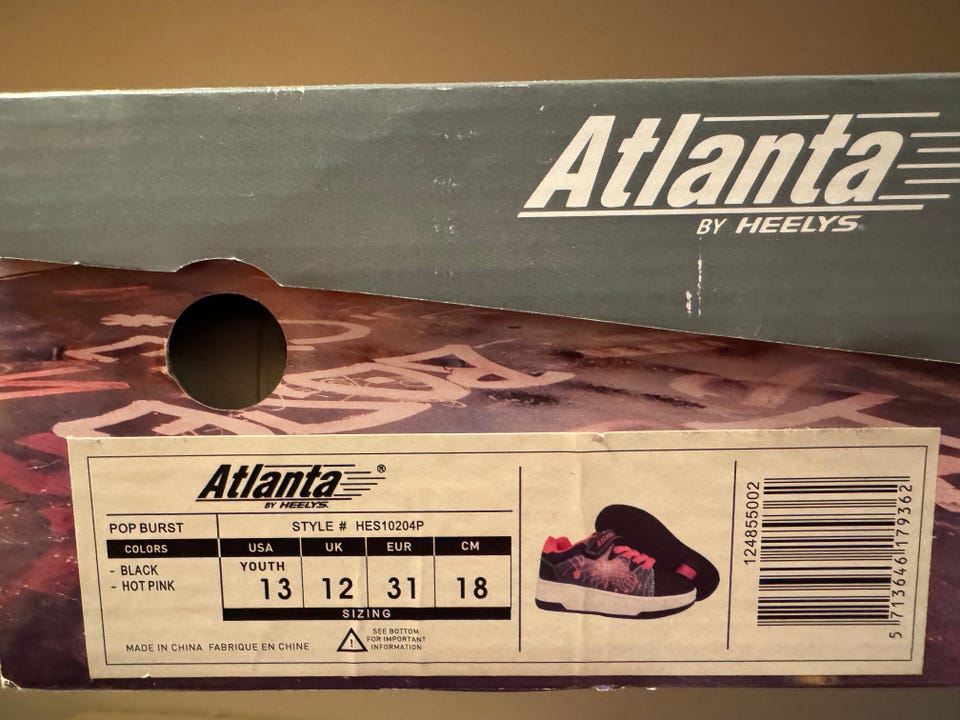 Atlanta
BY HEELYS
Atlanta®
BY HEELYS
POP BURST
STYLE # HES10204P
COLORS
- BLACK
- HOT PINK
USA UK EUR CM
YOUTH
13 12 31 18
SIZING
MADE IN CHINA FABRIQUE EN CHINE
SEE BOTTOM
FOR IMPORTANT
INFORMATION
124855002
5 713646 179362